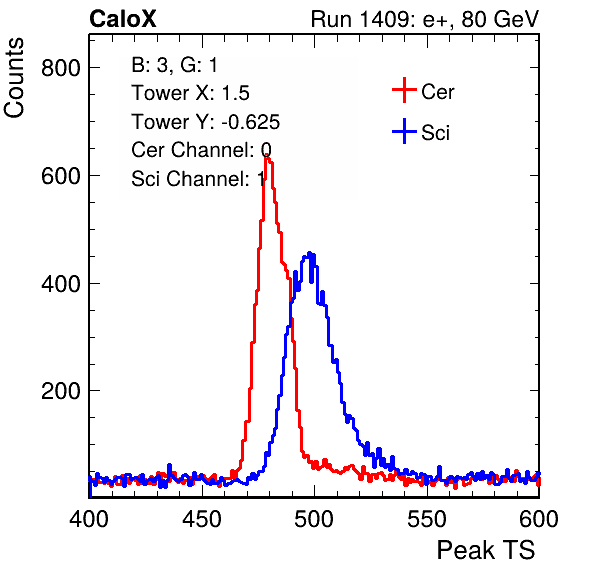 CaloX Run 1409: e+, 80 GeV
Counts
800
600
400
200
B: 3, G: 1
Tower X: 1.5
Tower Y: -0.625
Cer Channel: 0
Sci Channel: 1
Cer
Sci
400 450 500 550 600
Peak TS